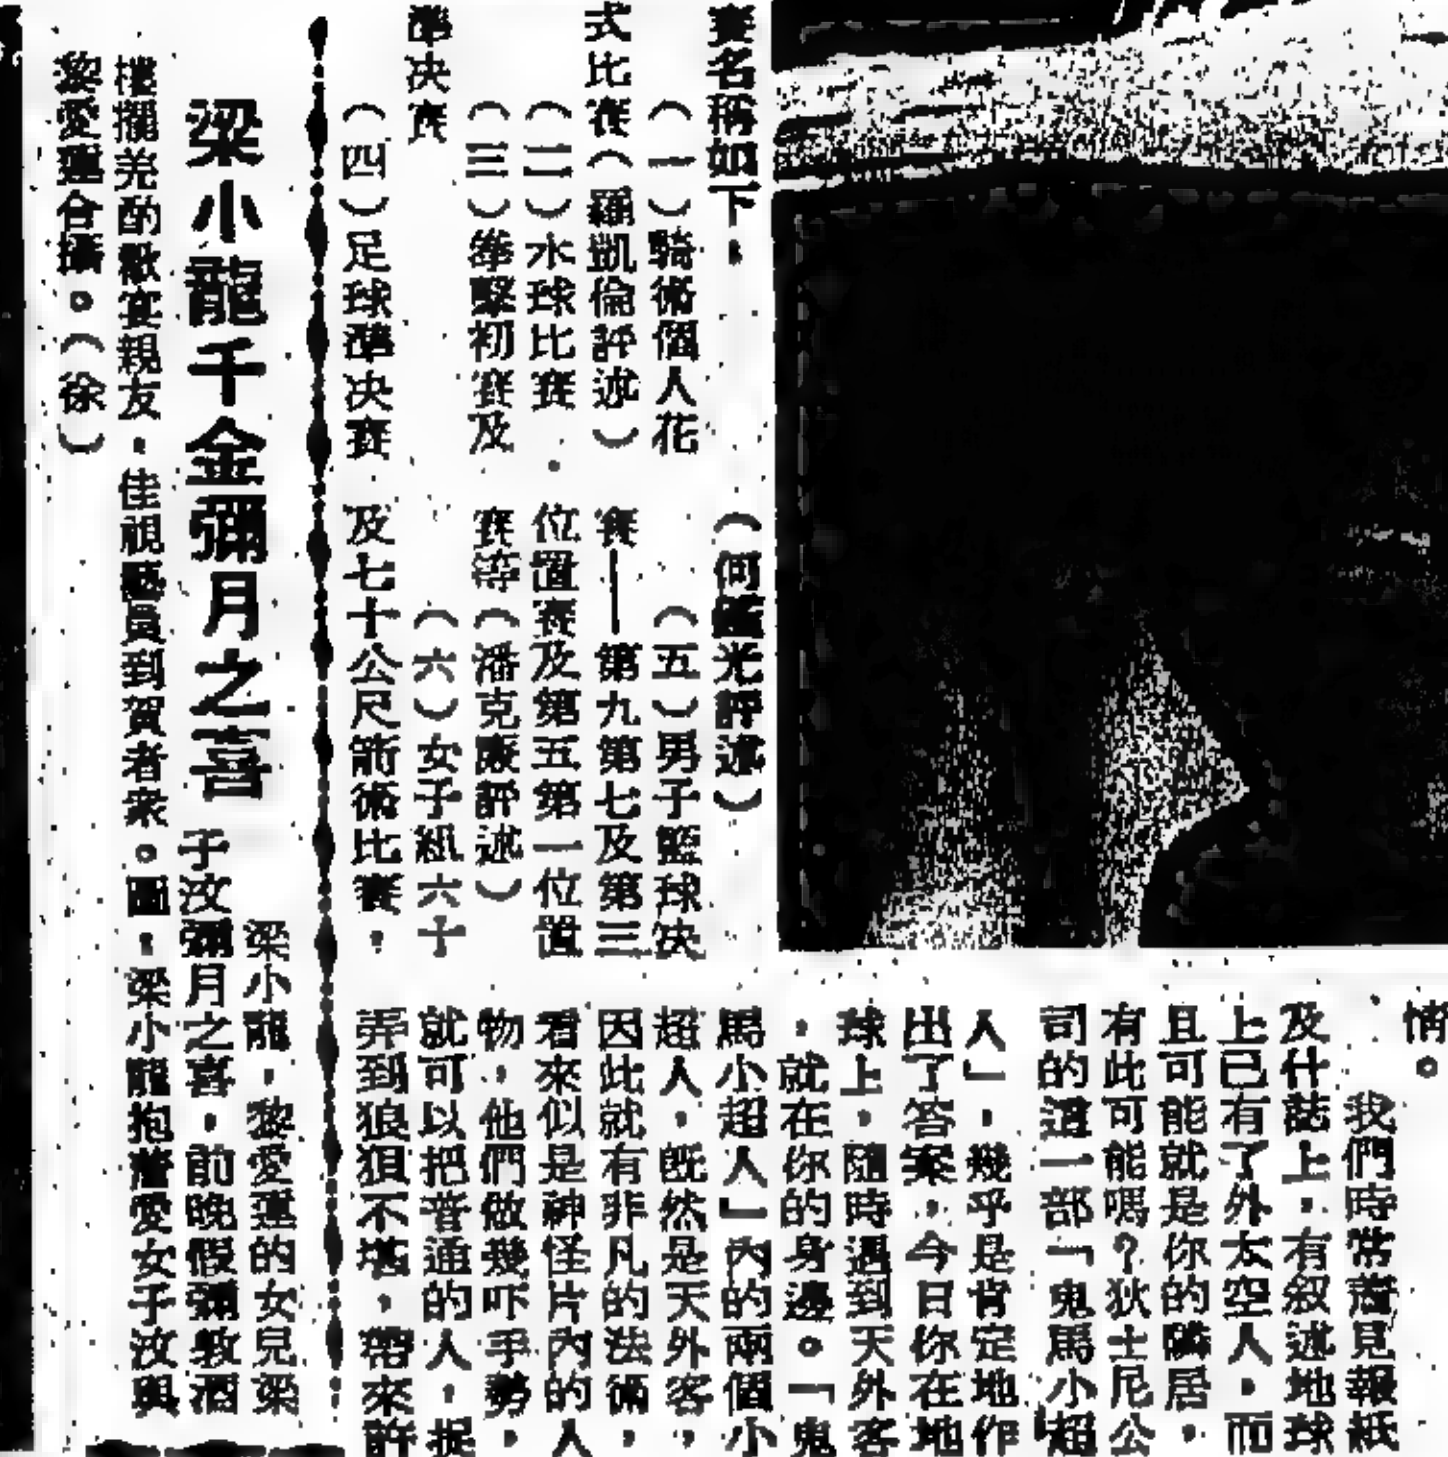 賽名稱如下：
（一）騎術個人花
式比賽（羅凱倫評述）
（二）水球比賽
（三）拳擊初賽及
準決賽
（四）足球準決賽
（何鑑光評述）
（五）男子籃球決
賽——第九第七及第三
位置賽及第五第一位置
賽等（潘克廉評述）
（六）女子組六十
及七十公尺箭術比賽，
情。
我們時常看見報紙
及什誌上，有叙述地球
上已有了外太空人，而
且可能就是你的隣居，
有此可能嗎？狄士尼公
司的這一部「鬼馬小超
人」，幾乎是肯定地作
出了答案，今日你在地
球上，隨時遇到天外客
，就在你的身邊。「鬼
馬小超人」內的兩個小
超人，既然是天外客，
因此就有非凡的法術，
看來似是神怪片內的人
物，他們做幾吓手勢，
就可以把普通的人，捉
弄到狼狽不堪，帶來許
梁小龍千金彌月之喜
梁小龍，黎愛蓮的女兒梁
子汶彌月之喜，前晚假彌敦酒
樓擺羌酌歡宴親友，佳視藝員到賀者衆。圖：梁小龍抱着愛女子汶與
黎愛蓮合攝。（徐）